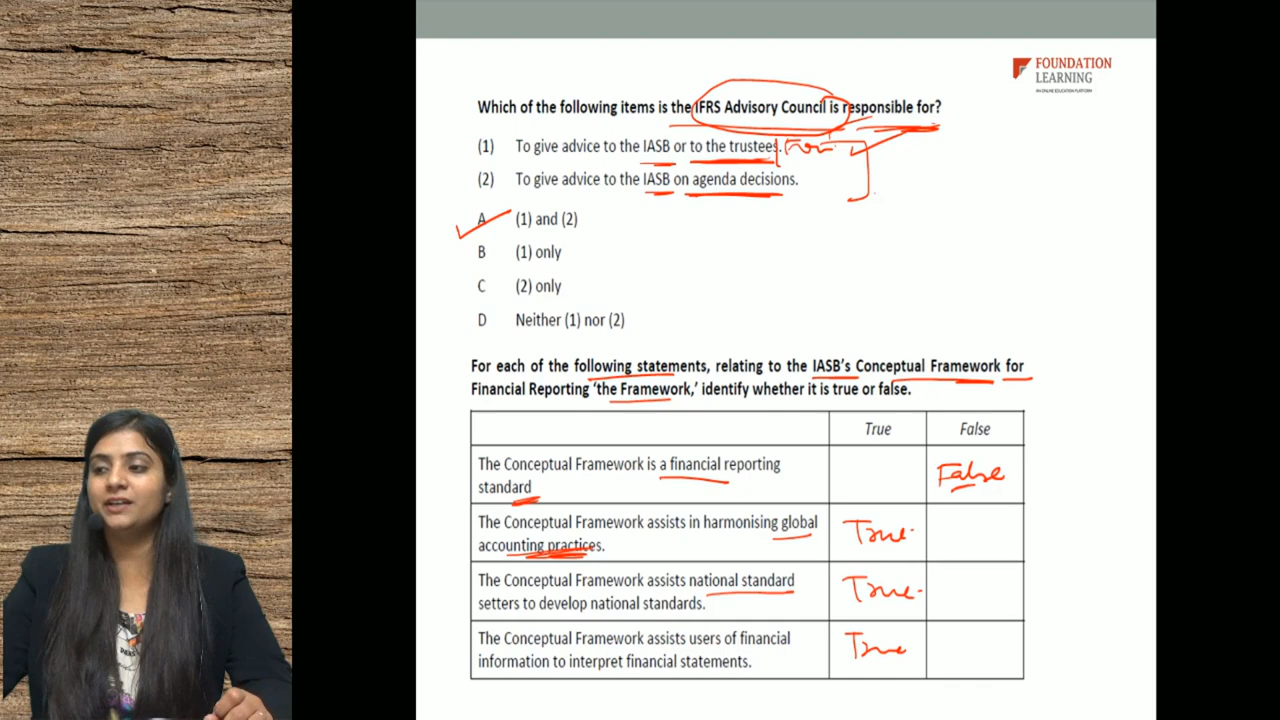 FOUNDATION
LEARNING
AN ONLINE EDUCATION PLATFORM
Which of the following items is the IFRS Advisory Council is responsible for?
(1) To give advice to the IASB or to the trustees.
(2) To give advice to the IASB on agenda decisions.
A (1) and (2)
B (1) only
C (2) only
D Neither (1) nor (2)
For each of the following statements, relating to the IASB's Conceptual Framework for
Financial Reporting 'the Framework,' identify whether it is true or false.
True False
The Conceptual Framework is a financial reporting
standard
False
The Conceptual Framework assists in harmonising global
accounting practices.
True
The Conceptual Framework assists national standard
setters to develop national standards.
True
The Conceptual Framework assists users of financial
information to interpret financial statements.
True